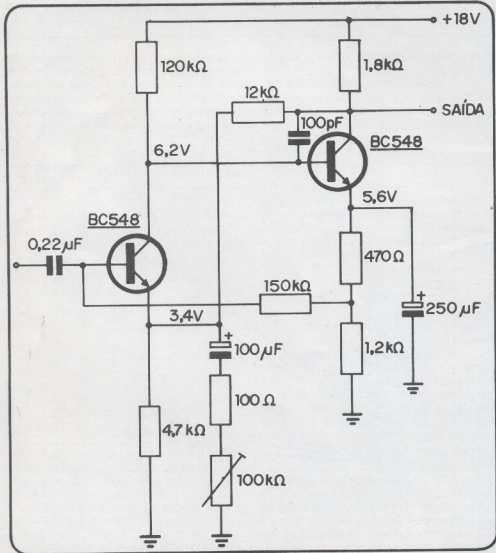 +18V
120kΩ
1,8kΩ
12kΩ
SAÍDA
100pF
BC548
6,2V
5,6V
BC548
0,22µF
470Ω
150kΩ
250µF
3,4V
100µF
1,2kΩ
100Ω
4,7kΩ
100kΩ